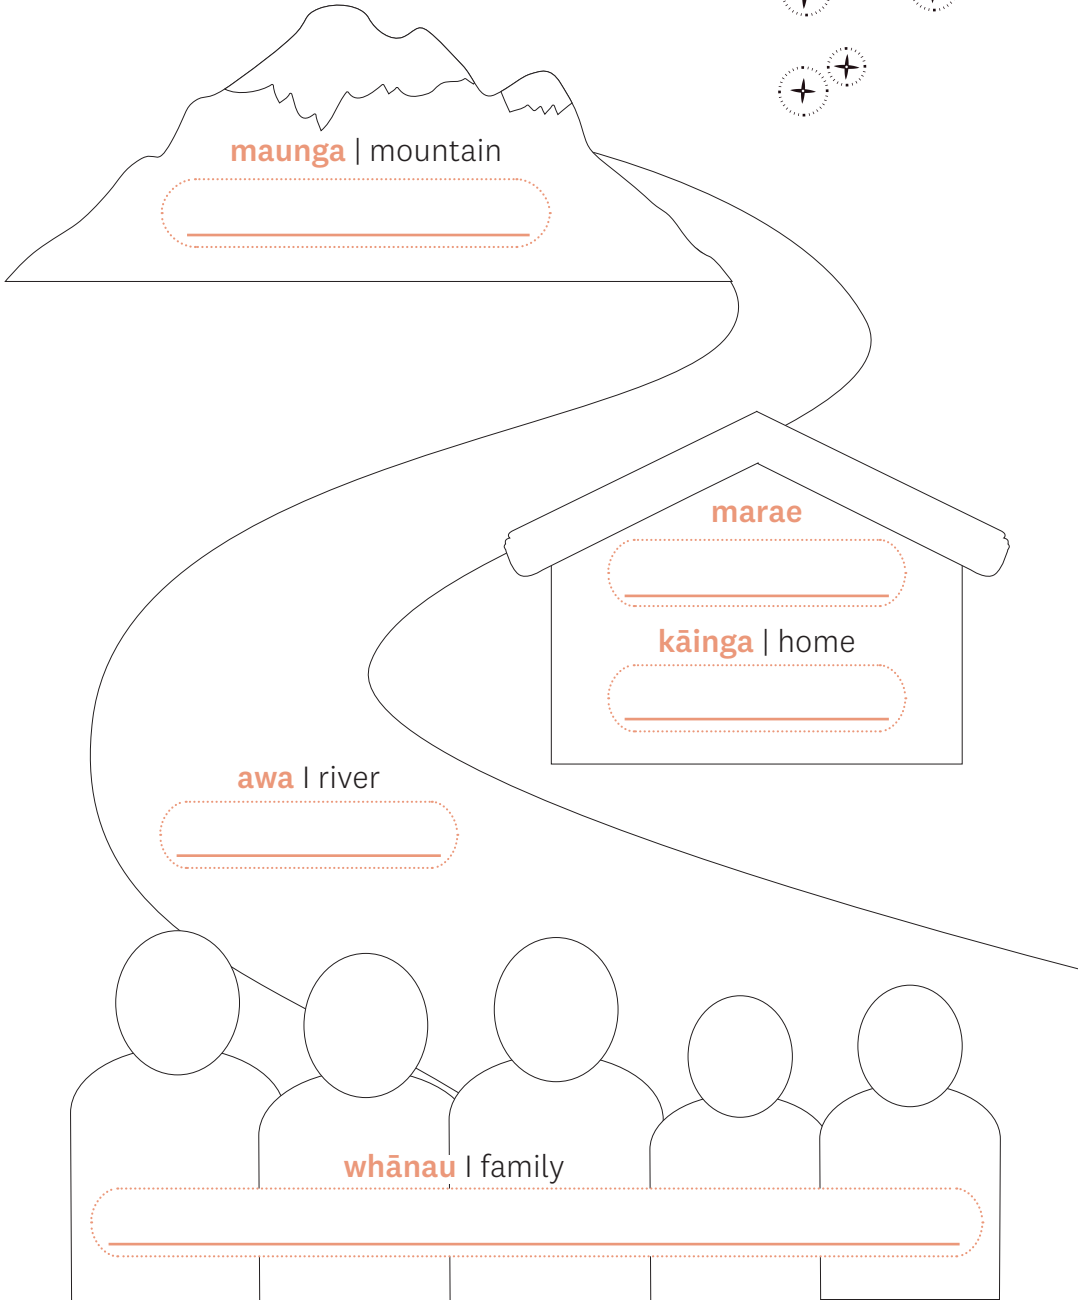 maunga | mountain
marae
kāinga | home
awa I river
whānau I family